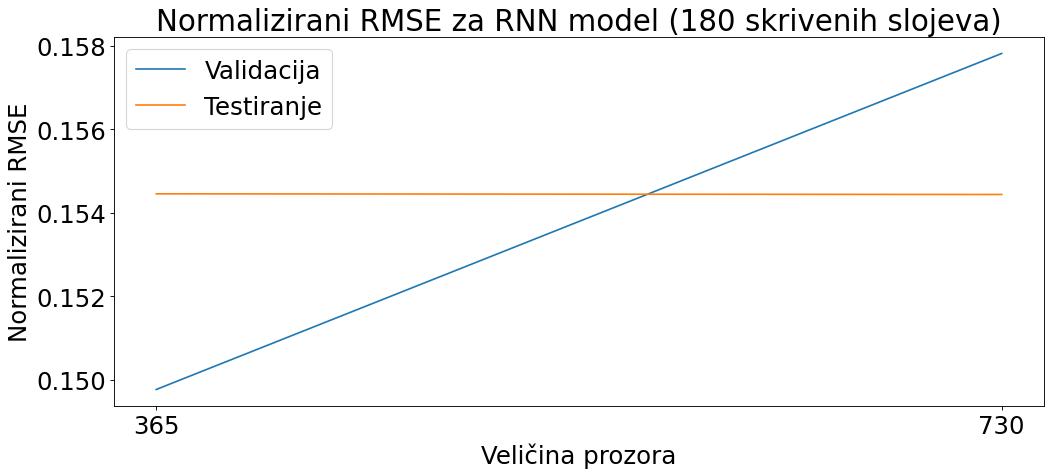 Normalizirani RMSE za RNN model (180 skrivenih slojeva)
0.158
0.156
0.154
0.152
0.150
Normalizirani RMSE
Validacija
Testiranje
365
730
Veličina prozora